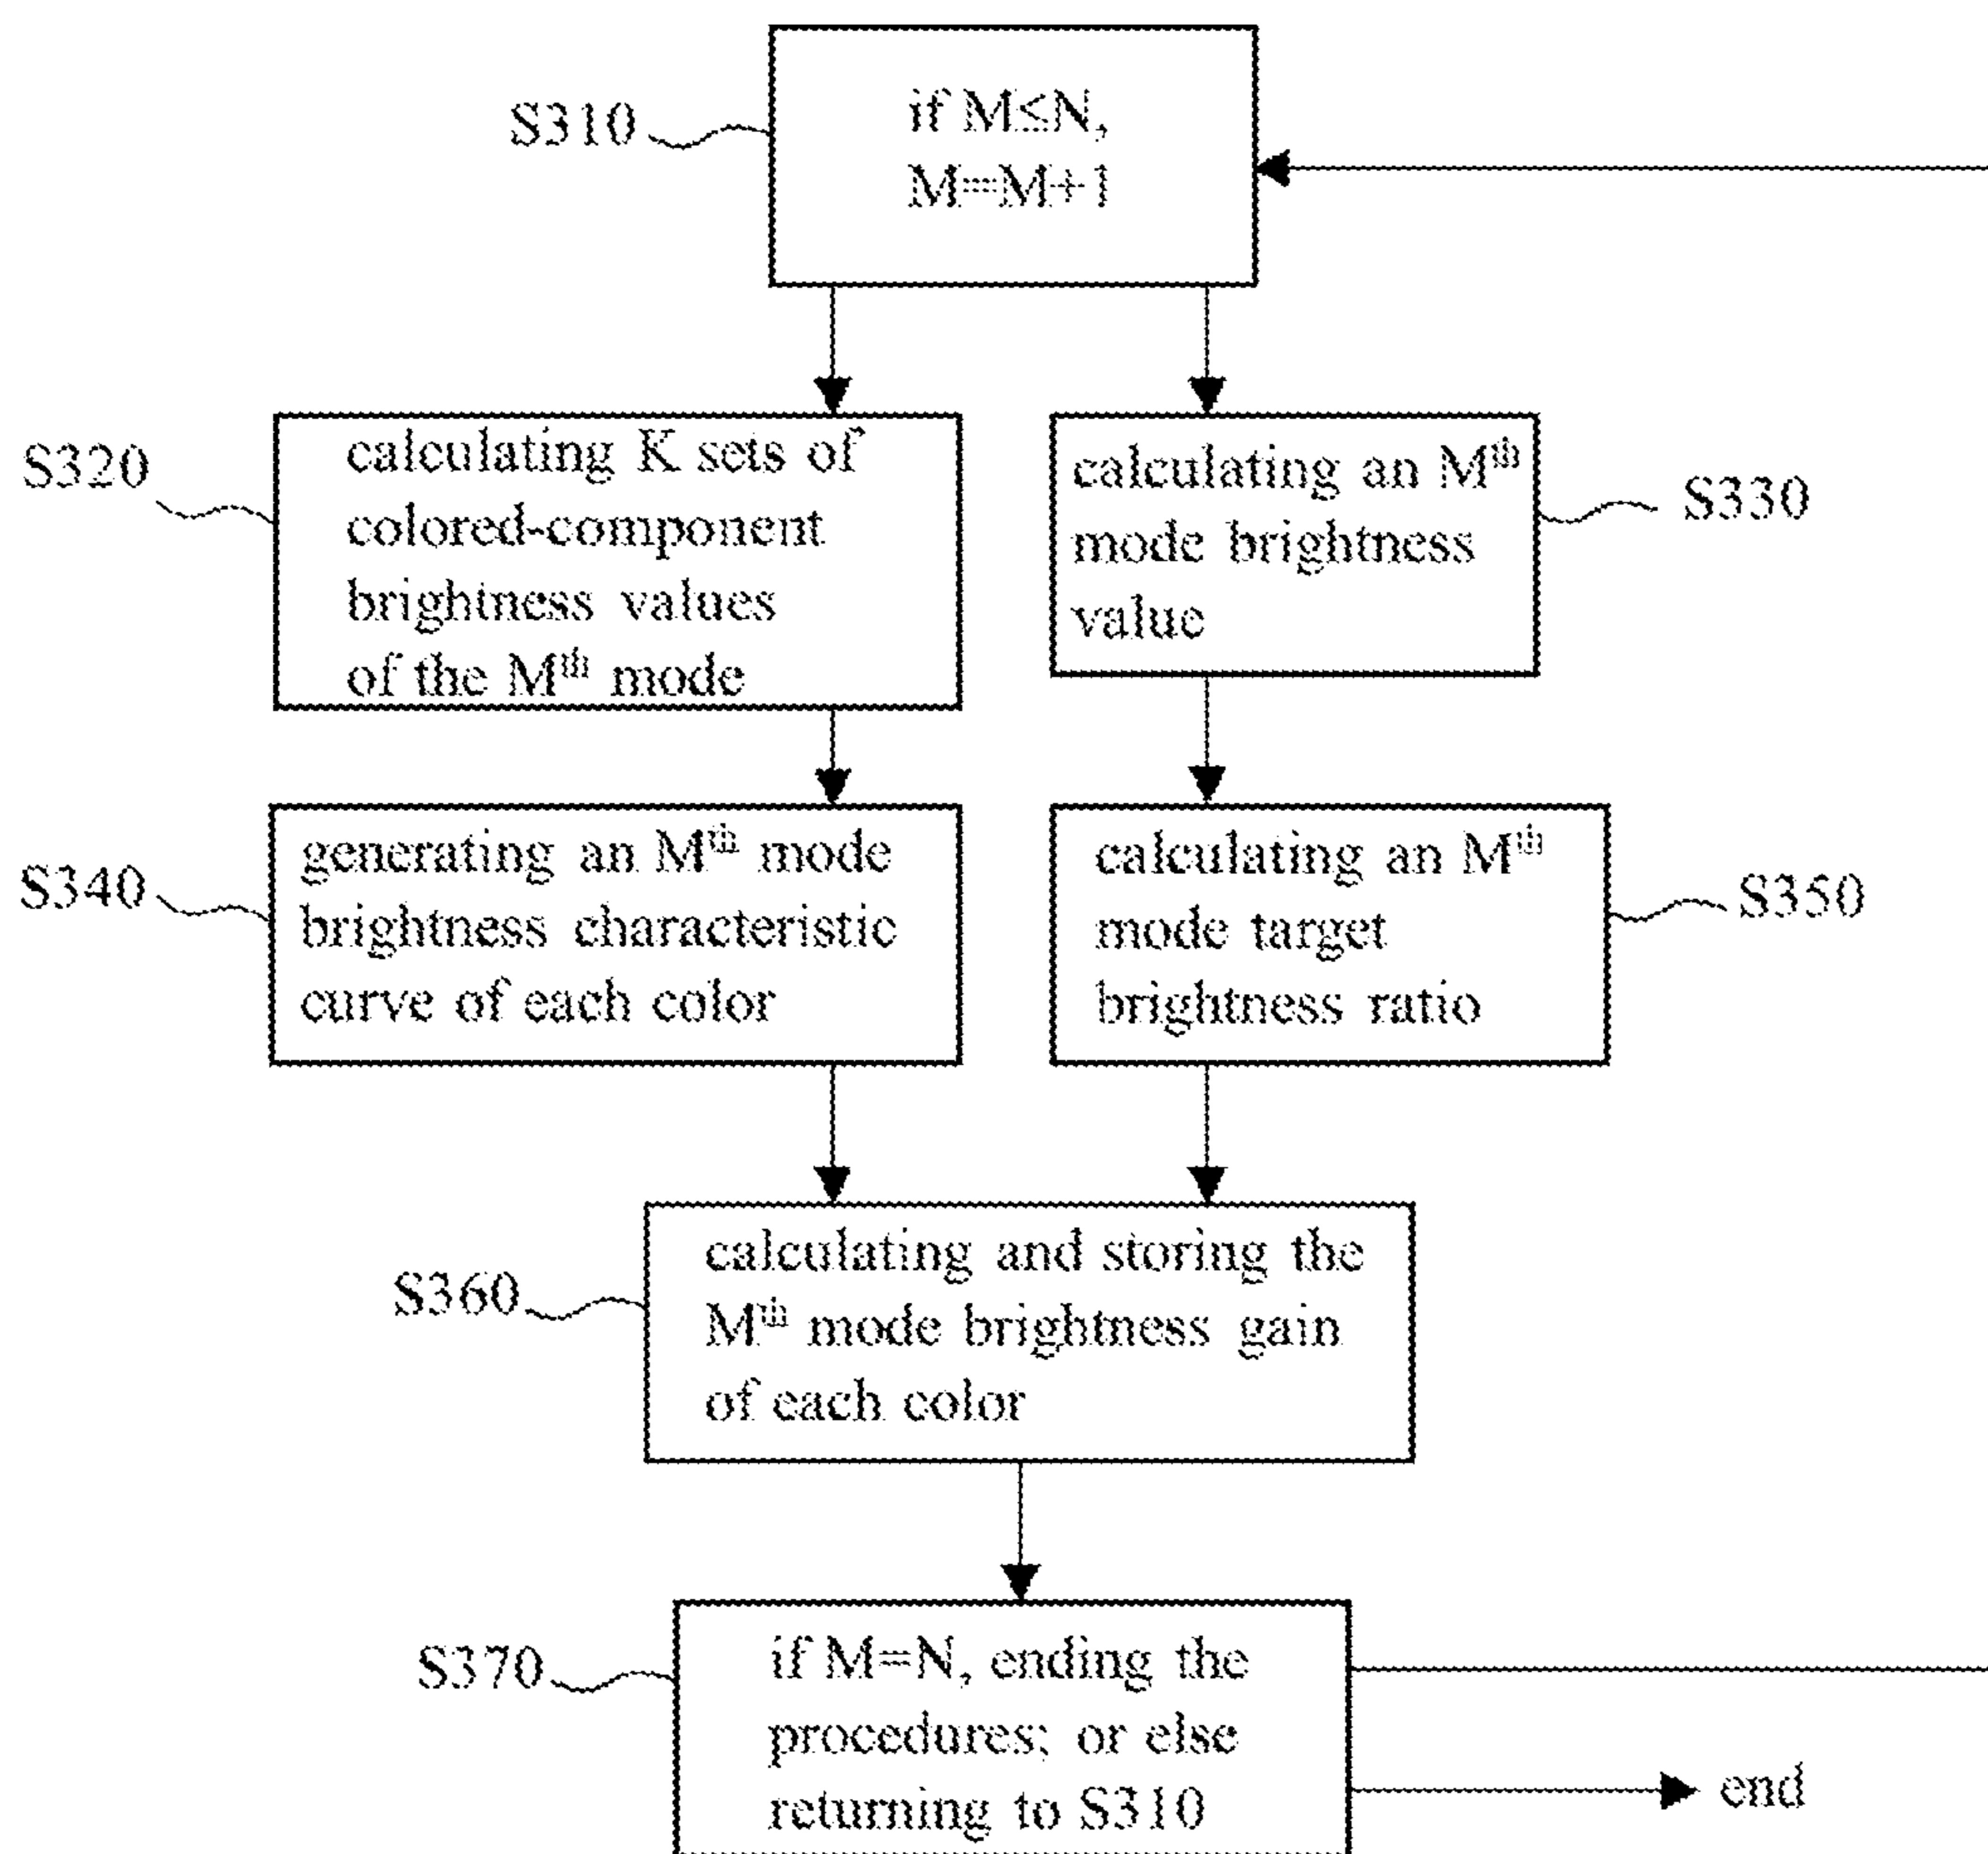 S310
if M≤N,
M=M+1
S320
calculating K sets of
colored-component
brightness values
of the Mth mode
calculating an Mth
mode brightness
value
S330
S340
generating an Mth mode
brightness characteristic
curve of each color
calculating an Mth
mode target
brightness ratio
S350
S360
calculating and storing the
Mth mode brightness gain
of each color
S370
if M=N, ending the
procedures; or else
returning to S310
end